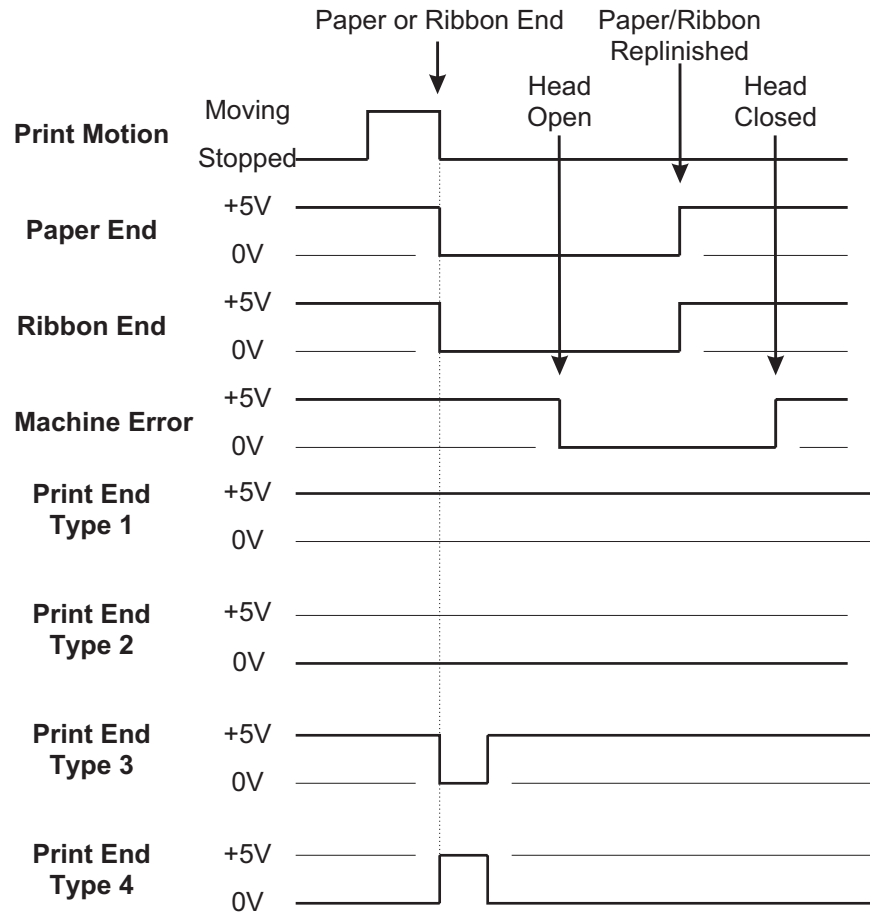 Paper or Ribbon End
Paper/Ribbon
Replinished
Head
Open
Head
Closed
Print Motion
Moving
Stopped
Paper End
+5V
0V
Ribbon End
+5V
0V
Machine Error
+5V
0V
Print End
Type 1
+5V
0V
Print End
Type 2
+5V
0V
Print End
Type 3
+5V
0V
Print End
Type 4
+5V
0V